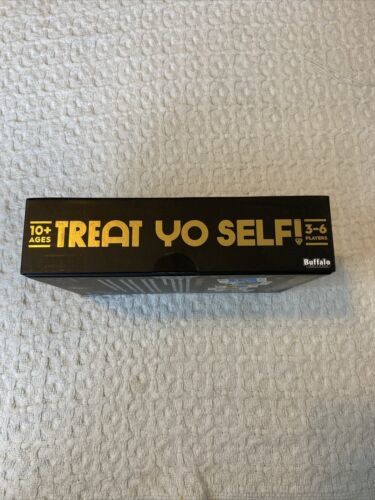 10+
AGES
TREAT YO SELF!
3-6
PLAYERS
Buffalo